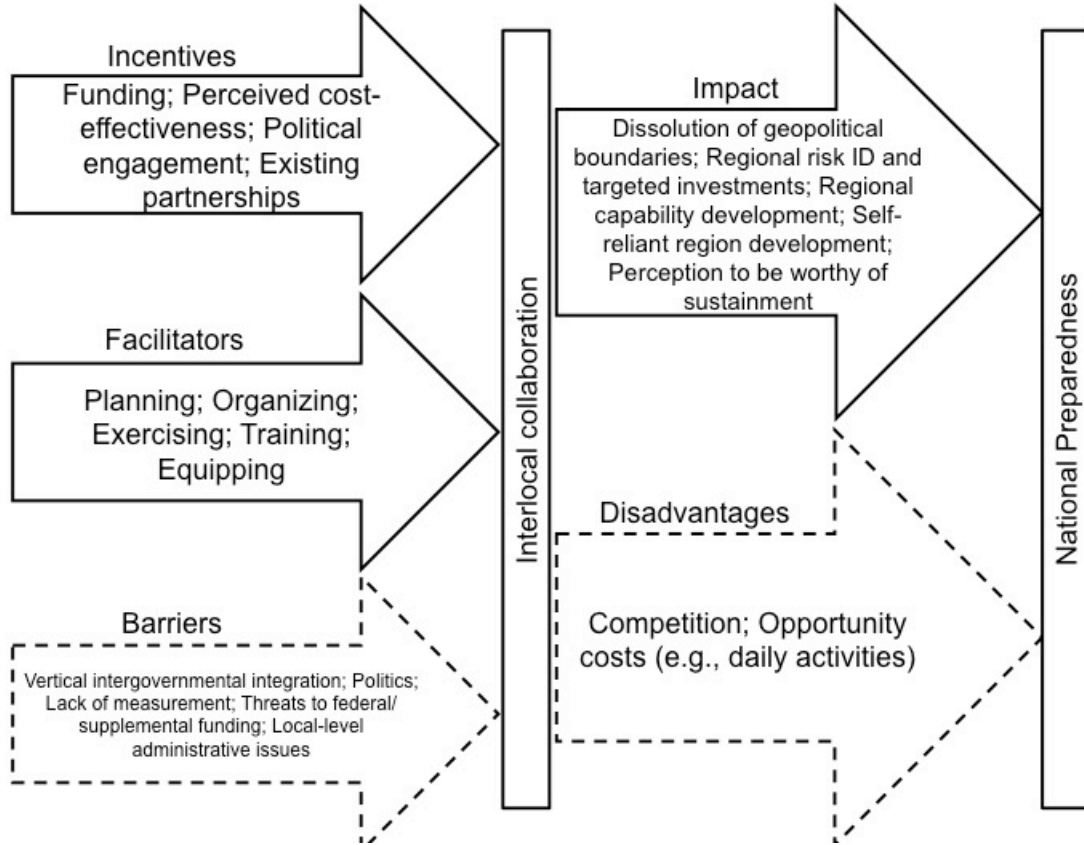 Incentives
Funding; Perceived cost-
effectiveness; Political
engagement; Existing
partnerships
Facilitators
Planning; Organizing;
Exercising; Training;
Equipping
Barriers
Vertical intergovernmental integration; Politics;
Lack of measurement; Threats to federal/
supplemental funding; Local-level
administrative issues
Interlocal collaboration
Impact
Dissolution of geopolitical
boundaries; Regional risk ID and
targeted investments; Regional
capability development; Self-
reliant region development;
Perception to be worthy of
sustainment
Disadvantages
Competition; Opportunity
costs (e.g., daily activities)
National Preparedness